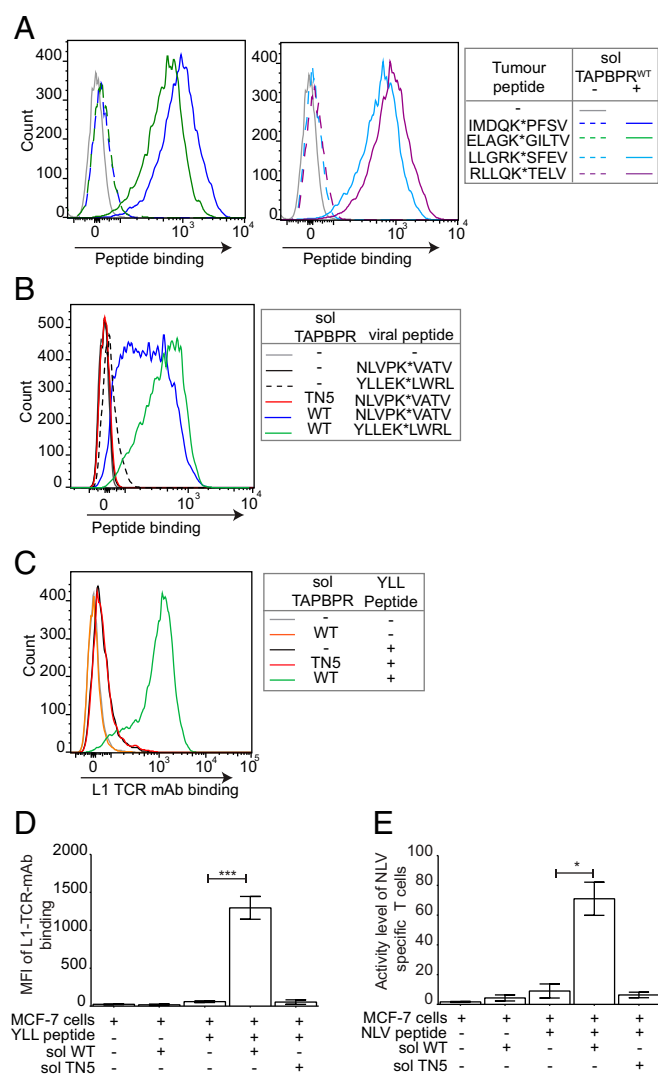 A
400
300
200
100
0
Count
0
10³
10⁴
Peptide binding
400
300
200
100
0
0
10³
10⁴
Peptide binding
Tumour peptide
sol TAPBPRWT
- +
-
IMDQK*PFSV
ELAGK*GILTV
LLGRK*SFEV
RLLQK*TELV
B
500
400
300
200
100
0
Count
0
10³
10⁴
Peptide binding
sol TAPBPR viral peptide
- -
- NLVPK*VATV
- YLLEK*LWRL
TN5 NLVPK*VATV
WT NLVPK*VATV
WT YLLEK*LWRL
C
400
300
200
100
0
Count
0
10³
10⁴
10⁵
L1 TCR mAb binding
sol TAPBPR YLL Peptide
- -
WT -
- +
TN5 +
WT +
D
MFI of L1-TCR-mAb binding
2000
1500
1000
500
0
***
MCF-7 cells + + + + +
YLL peptide - - + + +
sol WT - + - + -
sol TN5 - - - - +
E
Activity level of NLV specific T cells
100
80
60
40
20
0
*
MCF-7 cells + + + + +
NLV peptide - - + + +
sol WT - + - + -
sol TN5 - - - - +